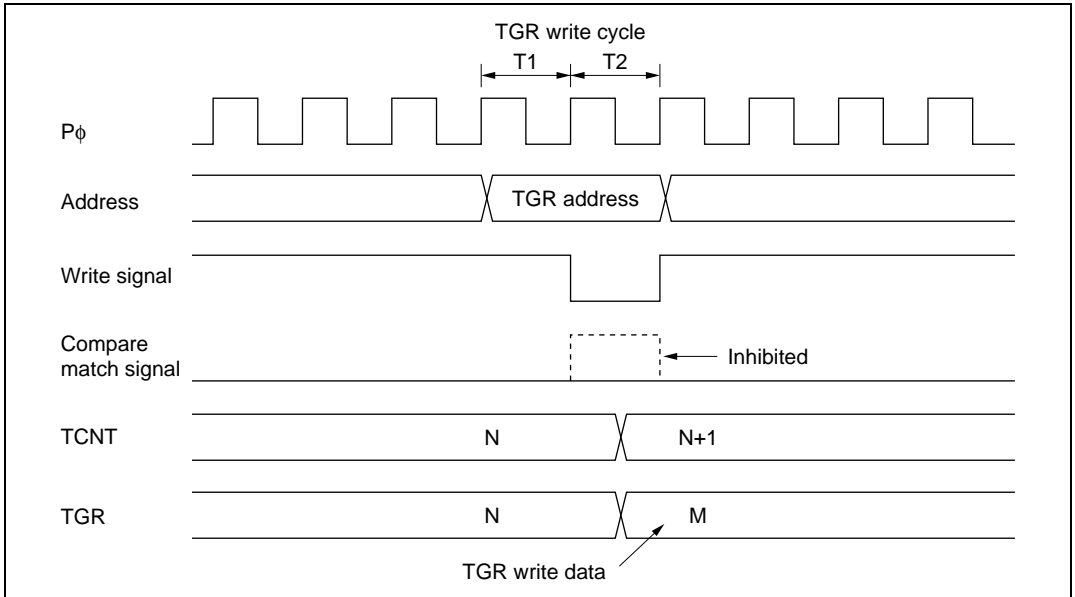 TGR write cycle
T1 T2
Pφ
Address TGR address
Write signal
Compare
match signal Inhibited
TCNT N N+1
TGR N M
TGR write data